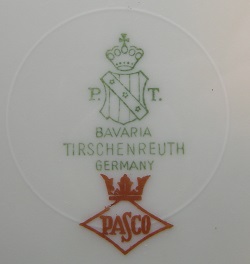 P. T.
BAVARIA
TIRSCHENREUTH
GERMANY
PASCO